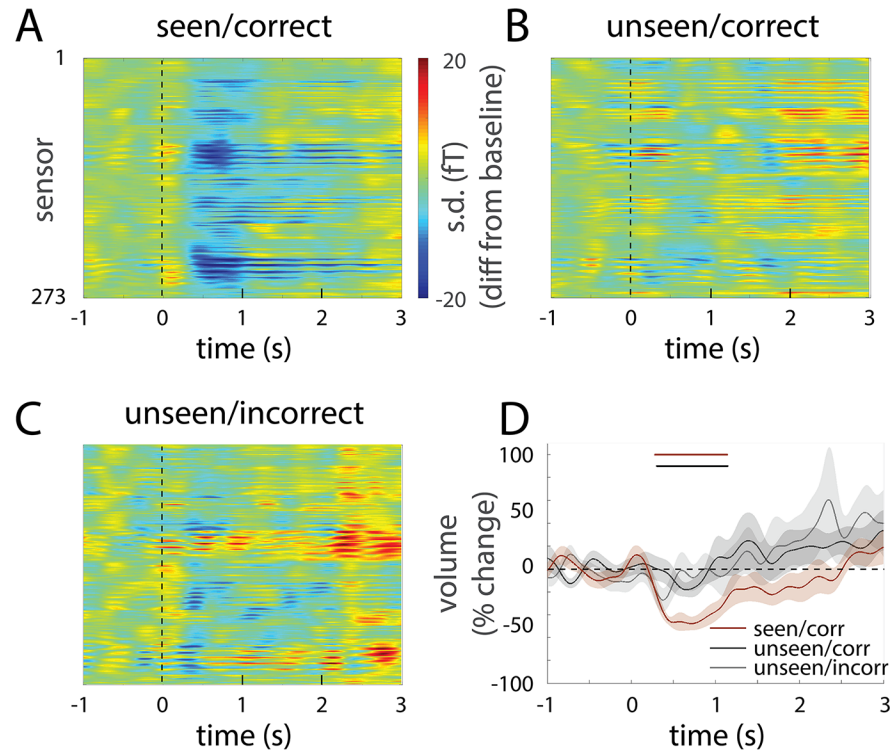 A
seen/correct
1
sensor
273
-1
0
1
2
3
time (s)
20
-20
s.d. (fT)
(diff from baseline)
B
unseen/correct
-1
0
1
2
3
time (s)
C
unseen/incorrect
-1
0
1
2
3
time (s)
D
100
50
0
-50
-100
volume
(% change)
seen/corr
unseen/corr
unseen/incorr
-1
0
1
2
3
time (s)